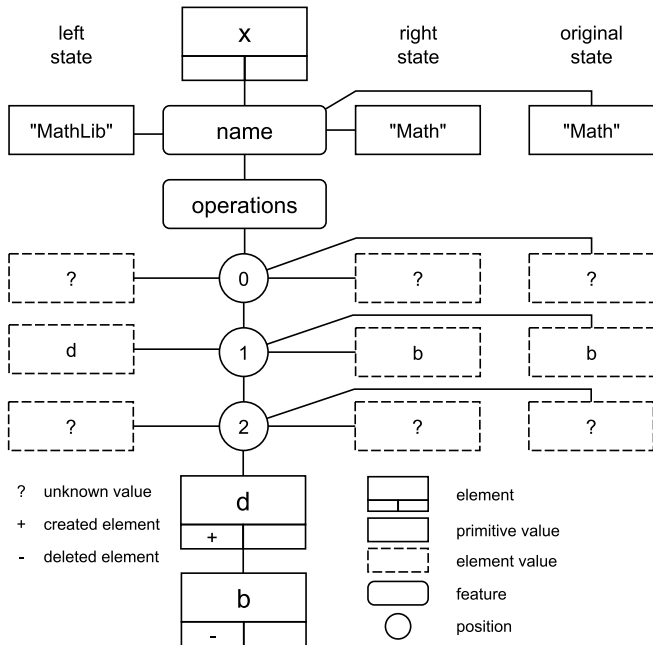 left state
x
right state
original state
"MathLib"
name
"Math"
"Math"
operations
?
0
?
?
d
1
b
b
?
2
?
?
d
+
b
-
? unknown value
+ created element
- deleted element
element
primitive value
element value
feature
position